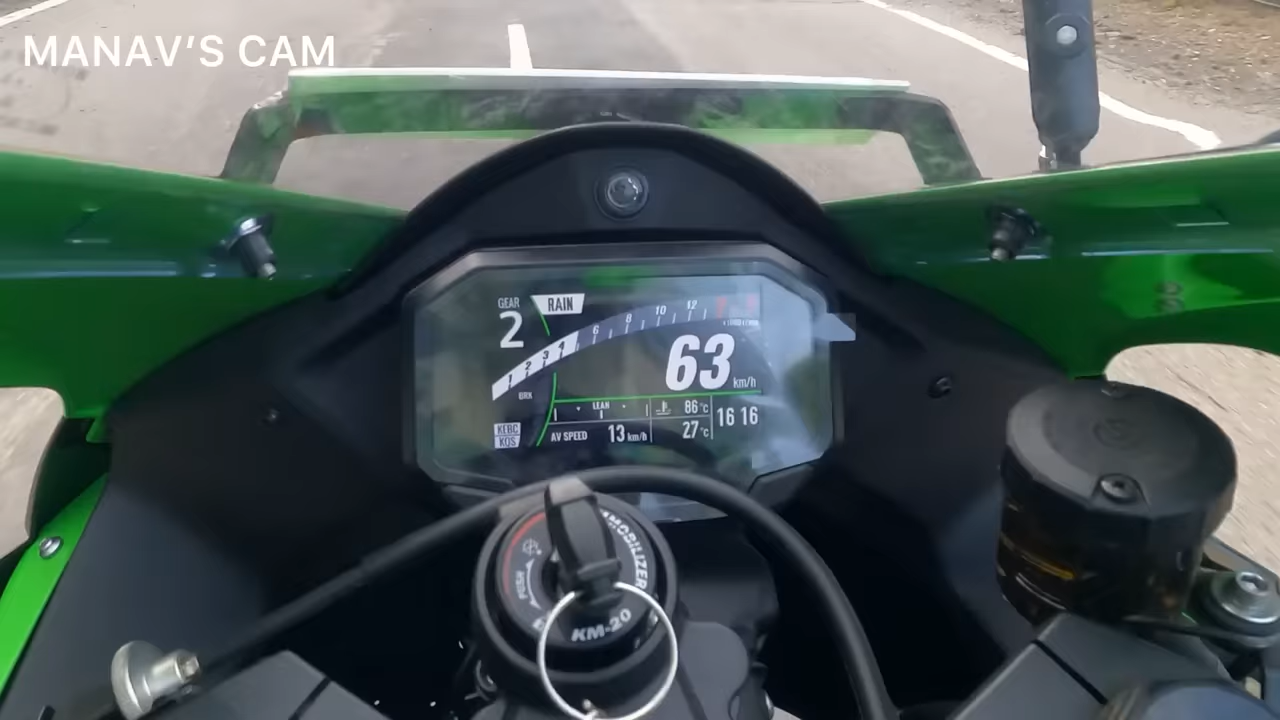 MANAV'S CAM
GEAR
RAIN
2
1 2 3 4 6 8 10 12
63 km/h
BRK
LEAN
86 °C
16 16
KEBC
KQS
AV SPEED 13 km/h
27 °C
IMMOBILIZER
PUSH
KM-20